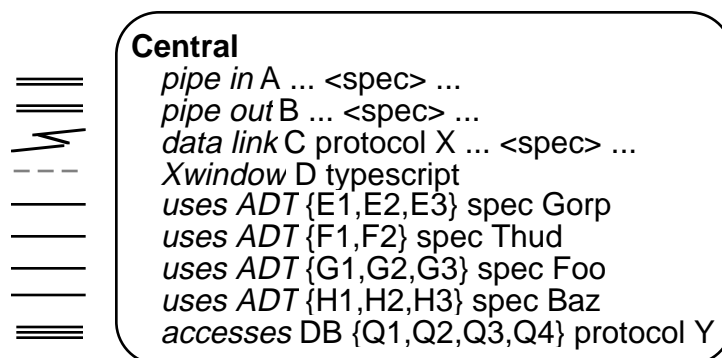 Central
pipe in A ... <spec> ...
pipe out B ... <spec> ...
data link C protocol X ... <spec> ...
Xwindow D typescript
uses ADT {E1,E2,E3} spec Gorp
uses ADT {F1,F2} spec Thud
uses ADT {G1,G2,G3} spec Foo
uses ADT {H1,H2,H3} spec Baz
accesses DB {Q1,Q2,Q3,Q4} protocol Y